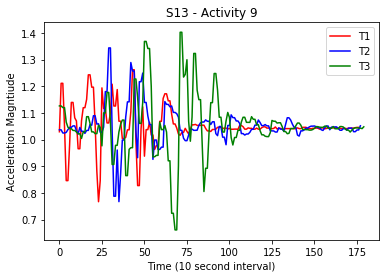 S13 - Activity 9
T1
T2
T3
Acceleration Magntiude
1.4
1.3
1.2
1.1
1.0
0.9
0.8
0.7
0 25 50 75 100 125 150 175
Time (10 second interval)